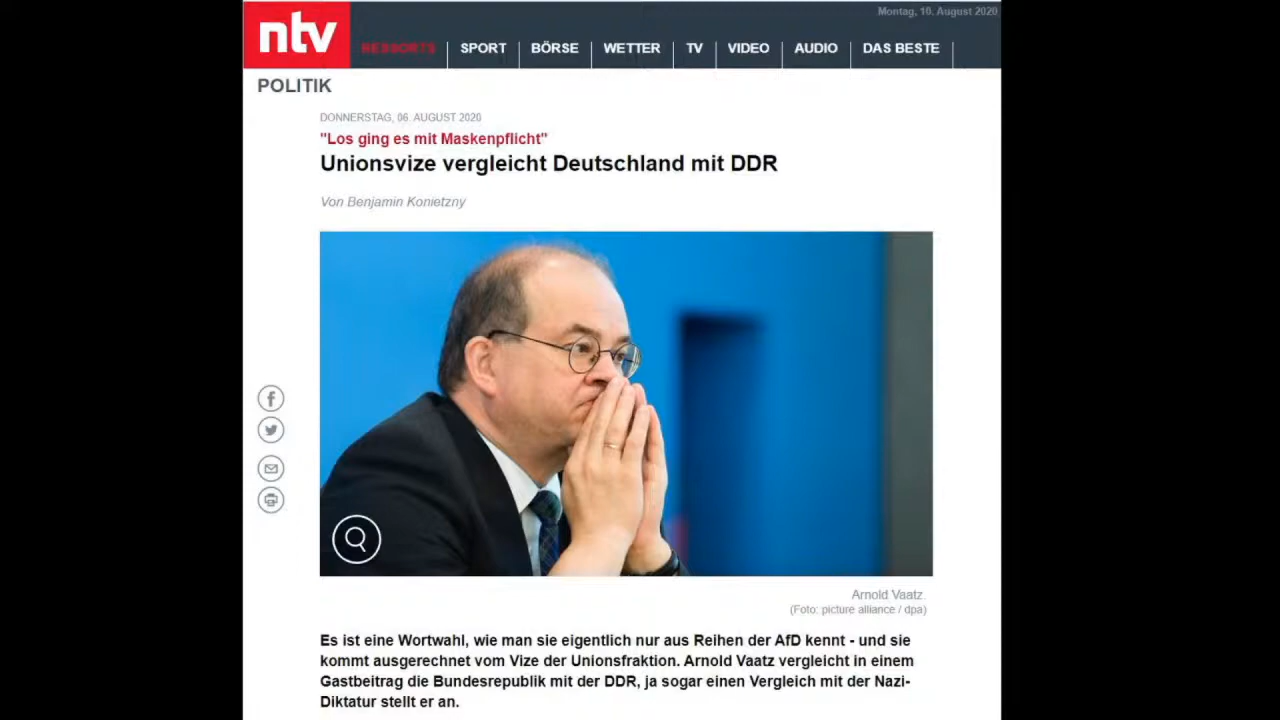 Montag, 10. August 2020
ntv
RESSORTS SPORT BÖRSE WETTER TV VIDEO AUDIO DAS BESTE
POLITIK
DONNERSTAG, 06. AUGUST 2020
"Los ging es mit Maskenpflicht"
Unionsvize vergleicht Deutschland mit DDR
Von Benjamin Konietzny
Arnold Vaatz.
(Foto: picture alliance / dpa)
Es ist eine Wortwahl, wie man sie eigentlich nur aus Reihen der AfD kennt - und sie
kommt ausgerechnet vom Vize der Unionsfraktion. Arnold Vaatz vergleicht in einem
Gastbeitrag die Bundesrepublik mit der DDR, ja sogar einen Vergleich mit der Nazi-
Diktatur stellt er an.